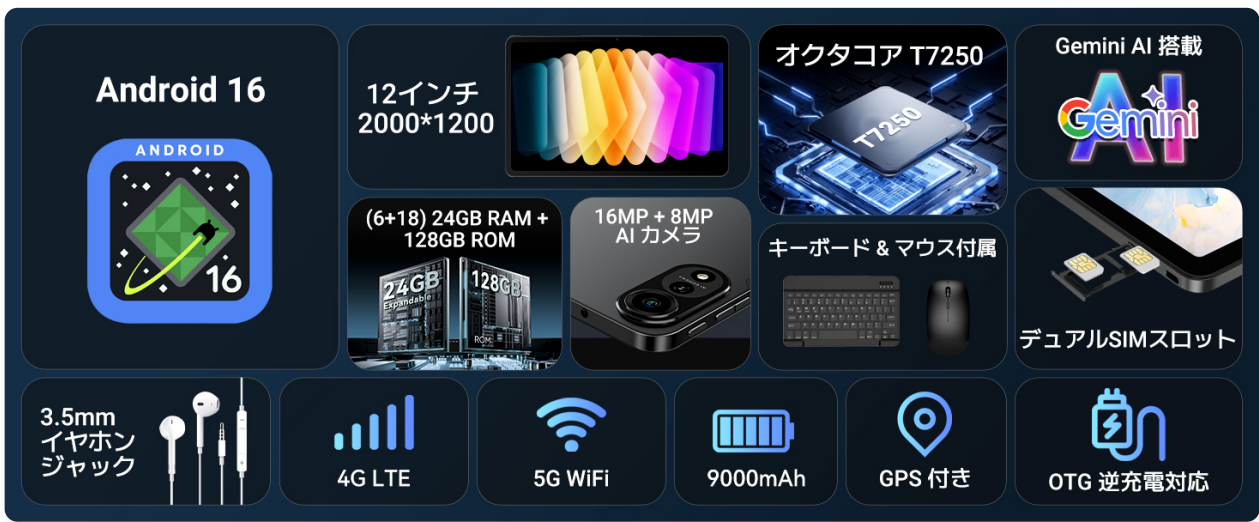 Android 16
ANDROID
16
12インチ
2000*1200
オクタコア T7250
T7250
Gemini AI 搭載
AI
Gemini
(6+18) 24GB RAM +
128GB ROM
24GB
Expandable
128GB
ROM
16MP + 8MP
AI カメラ
キーボード & マウス付属
デュアルSIMスロット
3.5mm
イヤホン
ジャック
4G LTE
5G WiFi
9000mAh
GPS 付き
OTG 逆充電対応